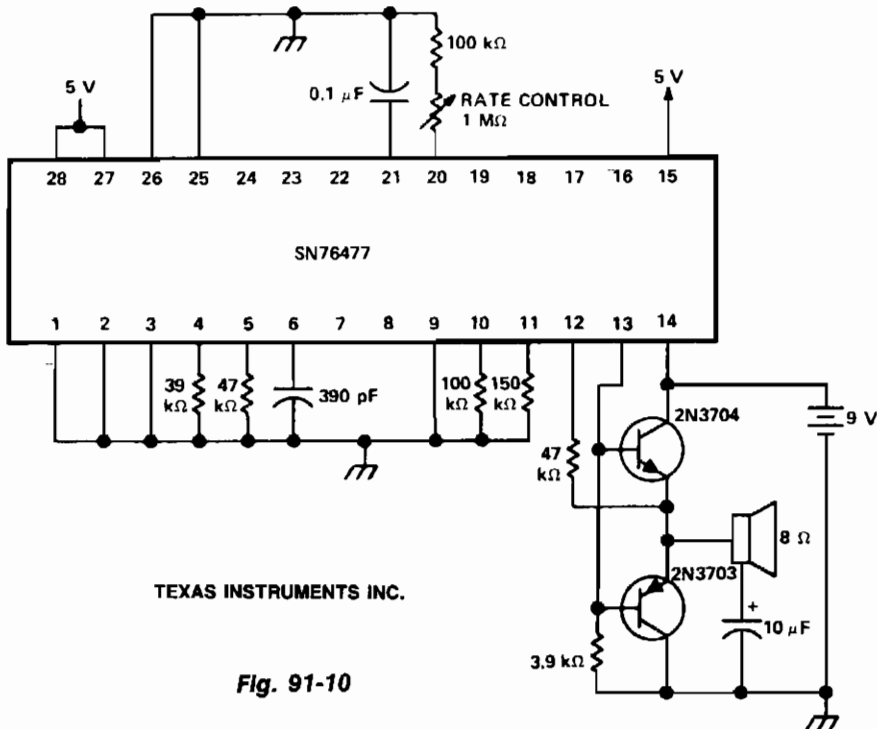 100 kΩ
5 V
0.1 µF
RATE CONTROL
1 MΩ
5 V
28 27 26 25 24 23 22 21 20 19 18 17 16 15
SN76477
1 2 3 4 5 6 7 8 9 10 11 12 13 14
39
kΩ
47
kΩ
390 pF
100
kΩ
150
kΩ
2N3704
9 V
47
kΩ
8 Ω
TEXAS INSTRUMENTS INC.
2N3703
+
10 µF
3.9 kΩ
Fig. 91-10